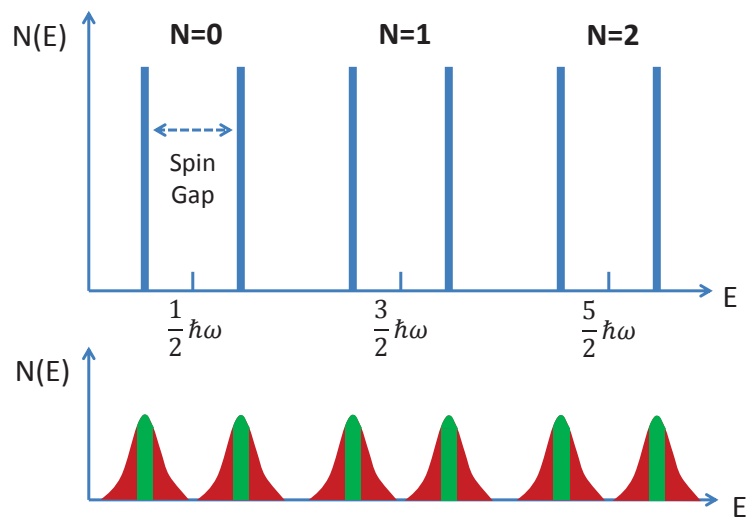 N(E) N=0 N=1 N=2
Spin
Gap
E
1/2 ħω 3/2 ħω 5/2 ħω
N(E)
E